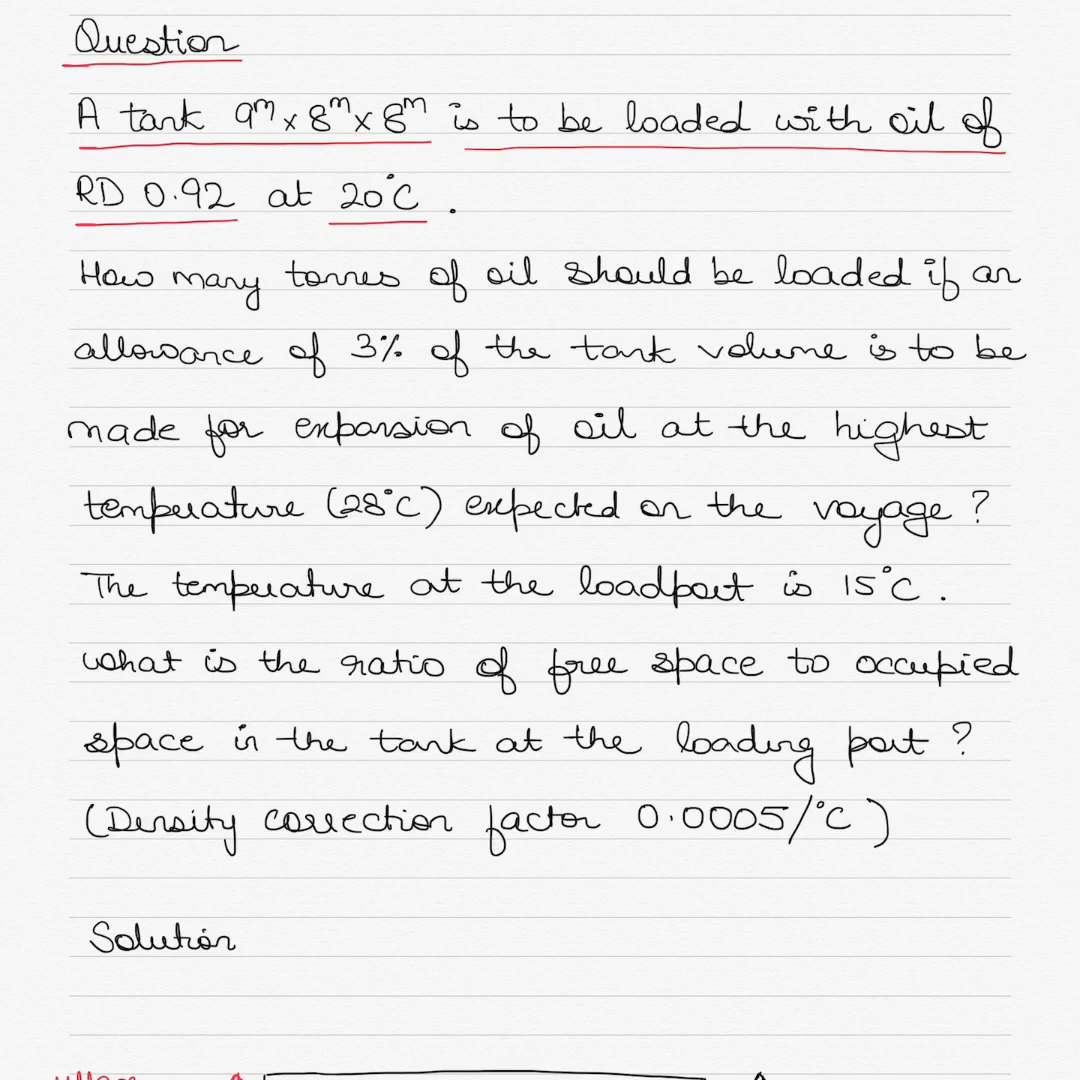 Question
A tank 9m x 8m x 8m is to be loaded with oil of
RD 0.92 at 20°C .
How many tonnes of oil should be loaded if an
allowance of 3% of the tank volume is to be
made for expansion of oil at the highest
temperature (28°C) expected on the voyage ?
The temperature at the loadport is 15°C .
what is the ratio of free space to occupied
space in the tank at the loading port ?
(Density correction factor 0.0005/°C )
Solution